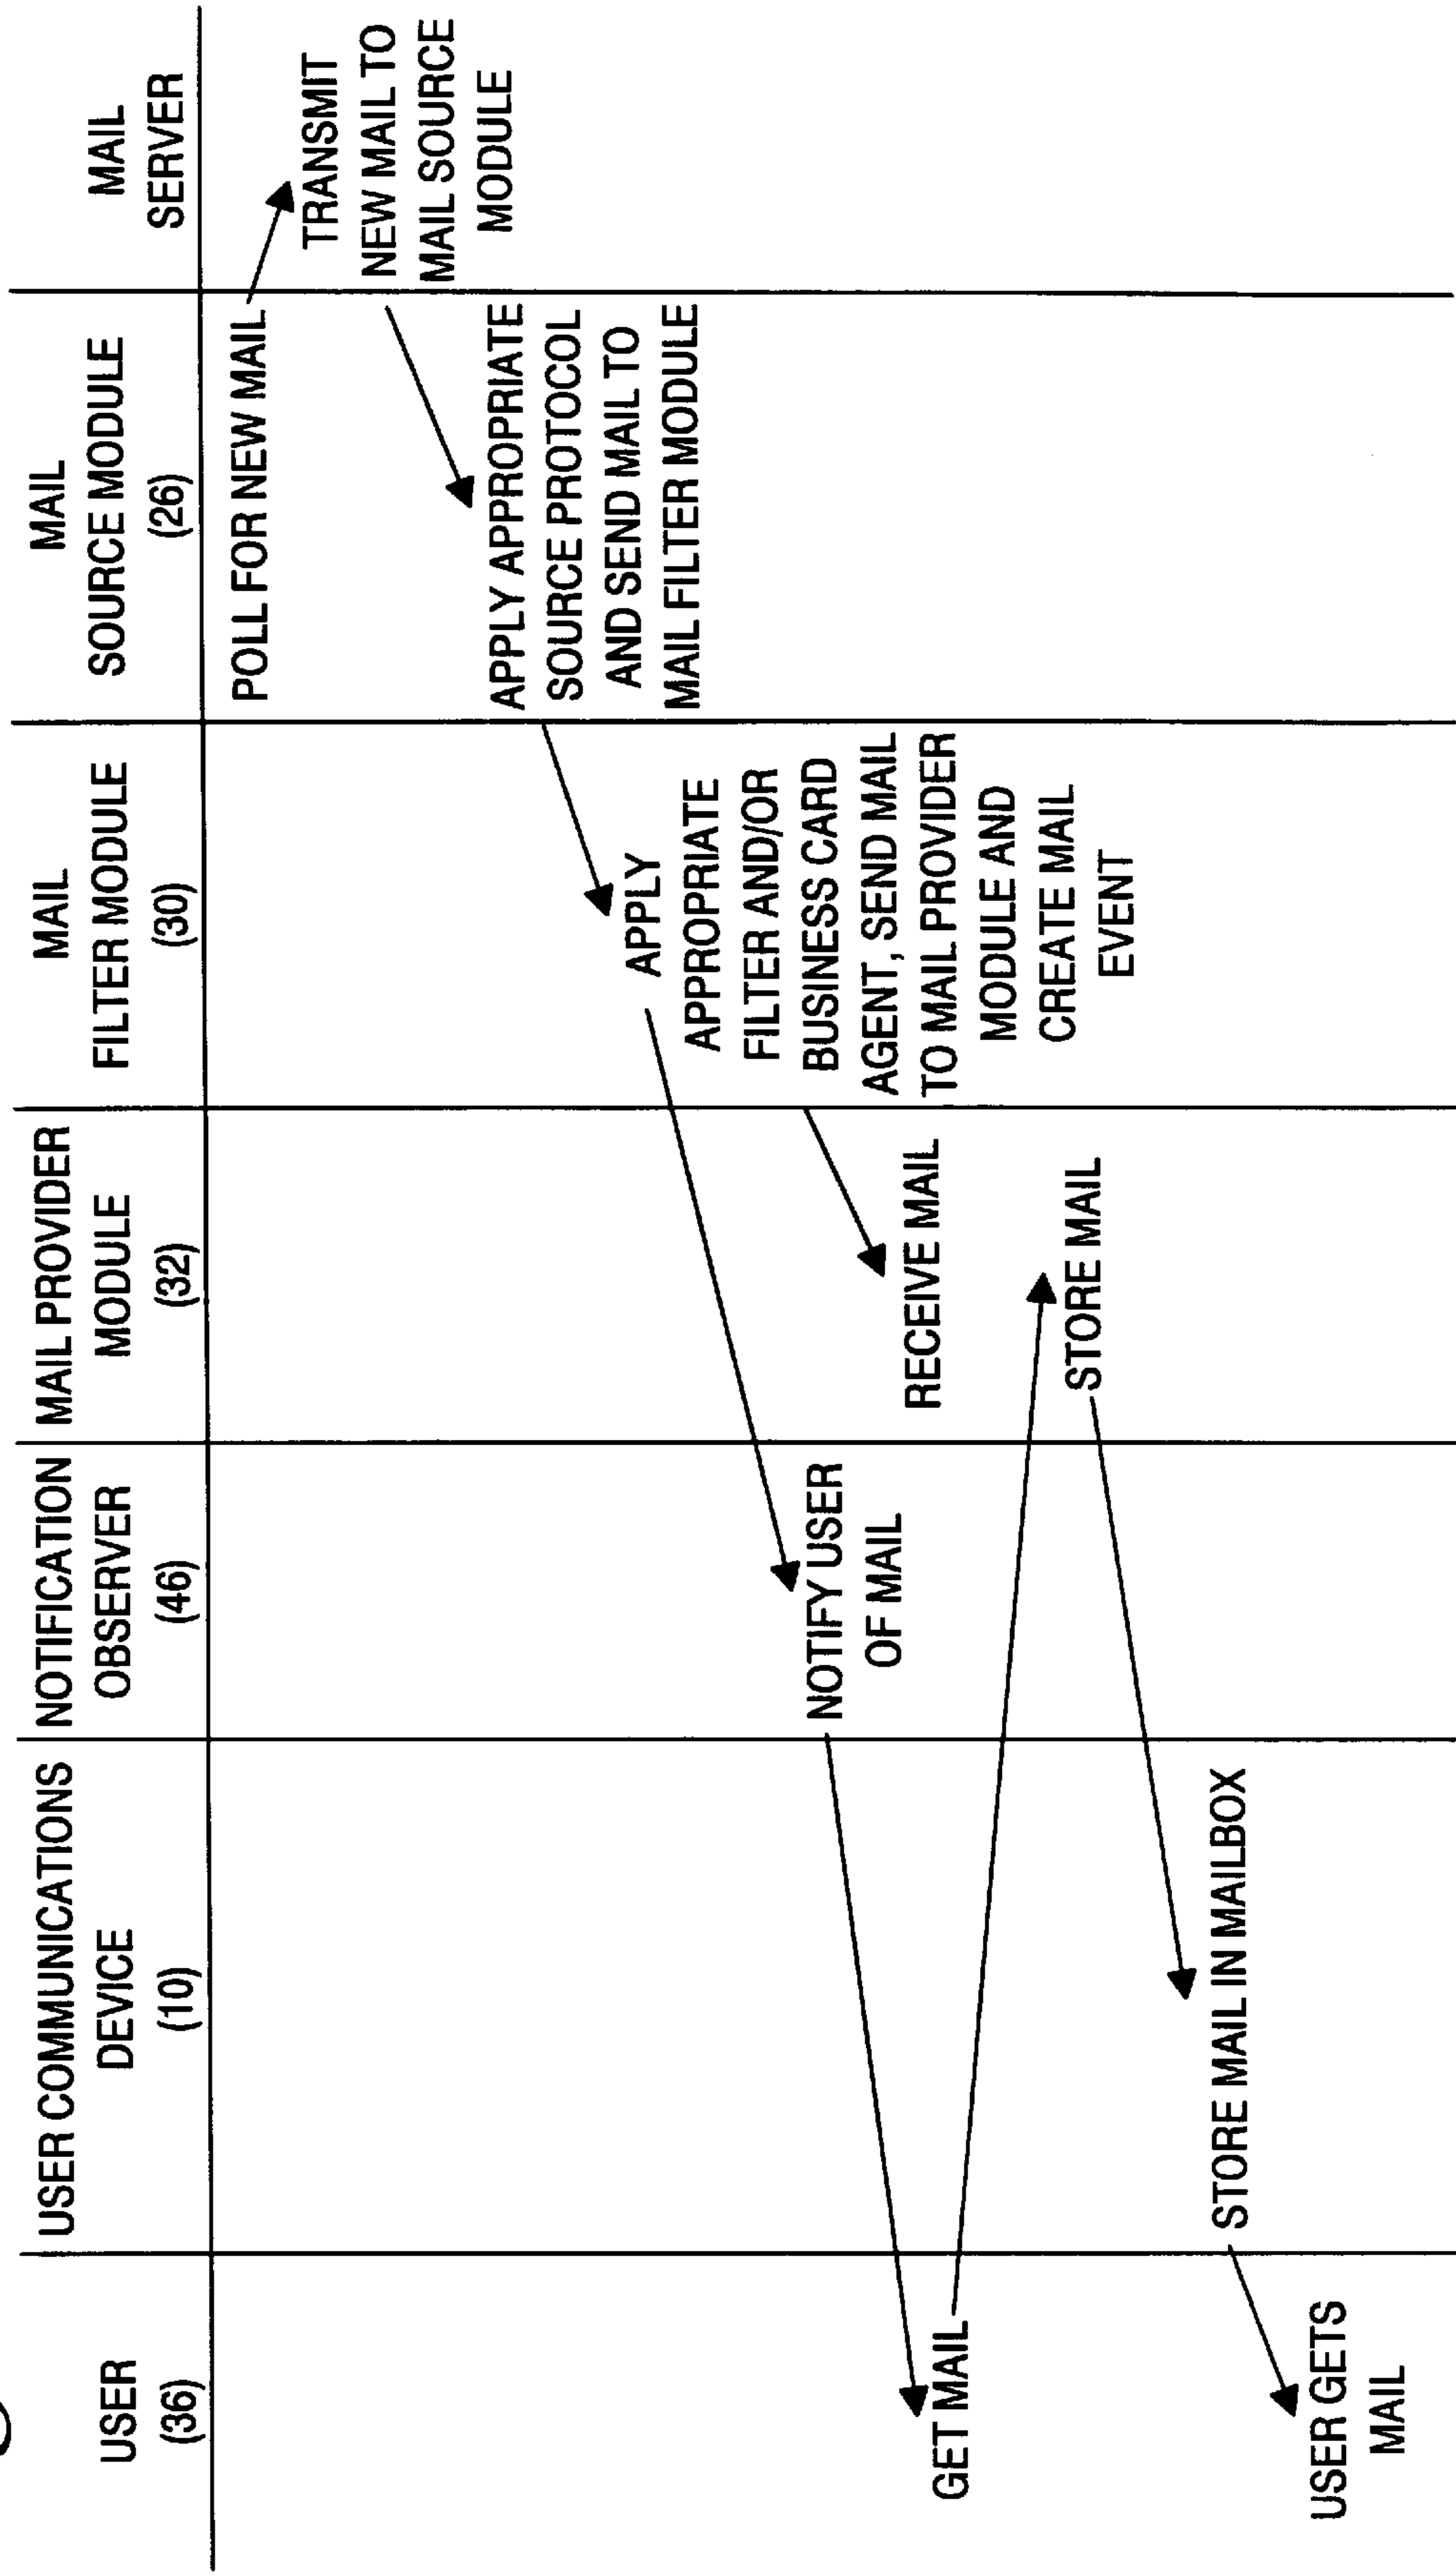 USER
(36)
USER COMMUNICATIONS
DEVICE
(10)
NOTIFICATION
OBSERVER
(46)
MAIL PROVIDER
MODULE
(32)
MAIL
FILTER MODULE
(30)
MAIL
SOURCE MODULE
(26)
MAIL
SERVER
POLL FOR NEW MAIL
TRANSMIT
NEW MAIL TO
MAIL SOURCE
MODULE
APPLY APPROPRIATE
SOURCE PROTOCOL
AND SEND MAIL TO
MAIL FILTER MODULE
APPLY
APPROPRIATE
FILTER AND/OR
BUSINESS CARD
AGENT, SEND MAIL
TO MAIL PROVIDER
MODULE AND
CREATE MAIL
EVENT
NOTIFY USER
OF MAIL
RECEIVE MAIL
GET MAIL
STORE MAIL
STORE MAIL IN MAILBOX
USER GETS
MAIL